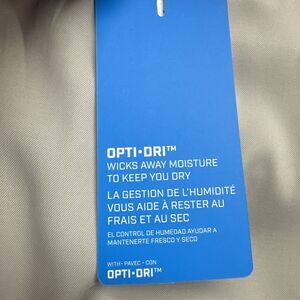 OPTI•DRI™
WICKS AWAY MOISTURE
TO KEEP YOU DRY
LA GESTION DE L'HUMIDITÉ
VOUS AIDE À RESTER AU
FRAIS ET AU SEC
EL CONTROL DE HUMEDAD AYUDAR A
MANTENERTE FRESCO Y SECO
WITH • PAVEC • CON
OPTI•DRI™